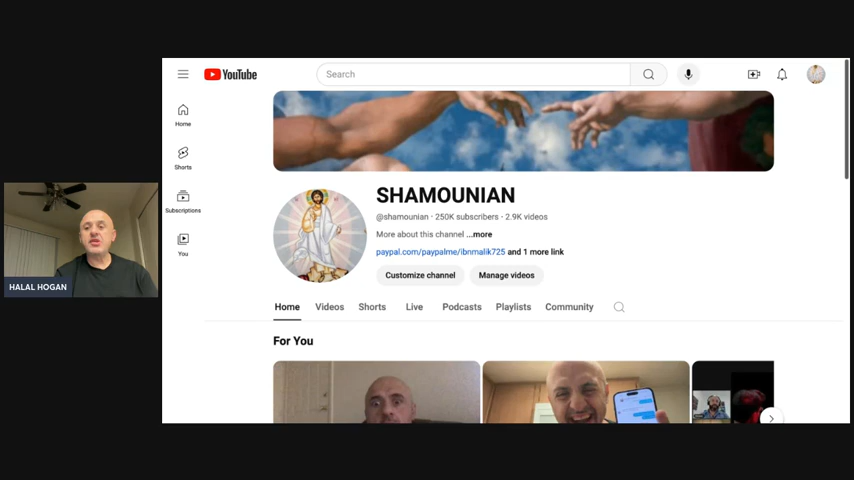 YouTube
Search
Home
Shorts
Subscriptions
You
SHAMOUNIAN
@shamounian · 250K subscribers · 2.9K videos
More about this channel ...more
paypal.com/paypalme/ibnmalik725 and 1 more link
Customize channel
Manage videos
Home
Videos
Shorts
Live
Podcasts
Playlists
Community
For You
HALAL HOGAN